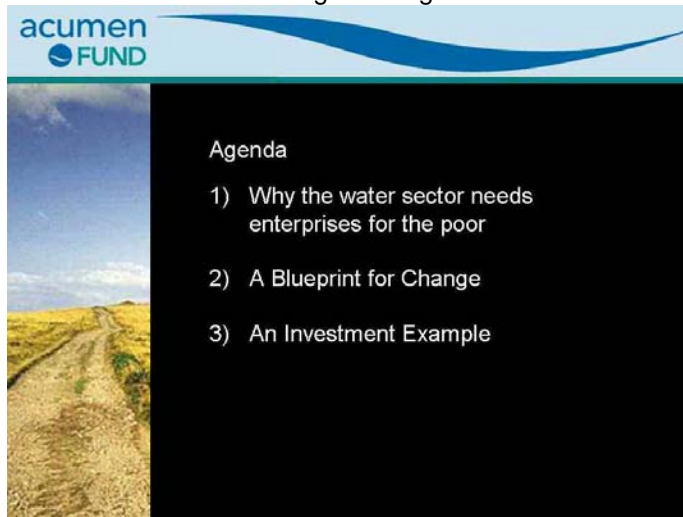 acumen
FUND
Agenda
1) Why the water sector needs
enterprises for the poor
2) A Blueprint for Change
3) An Investment Example